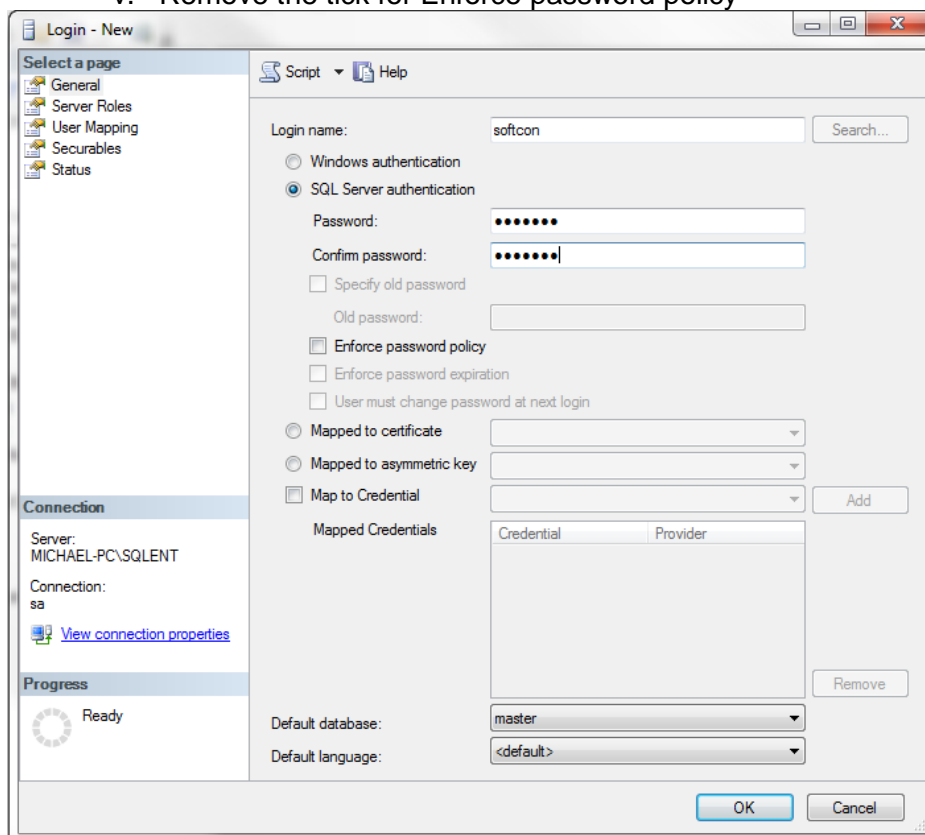 v. Remove the tick for Enforce password policy
Login - New
Select a page
General
Server Roles
User Mapping
Securables
Status
Script Help
Login name: softcon Search...
Windows authentication
SQL Server authentication
Password: •••••••
Confirm password: •••••••
Specify old password
Old password:
Enforce password policy
Enforce password expiration
User must change password at next login
Mapped to certificate
Mapped to asymmetric key
Map to Credential Add
Mapped Credentials Credential Provider
Remove
Default database: master
Default language: <default>
Connection
Server:
MICHAEL-PC\SQLENT
Connection:
sa
View connection properties
Progress
Ready
OK Cancel